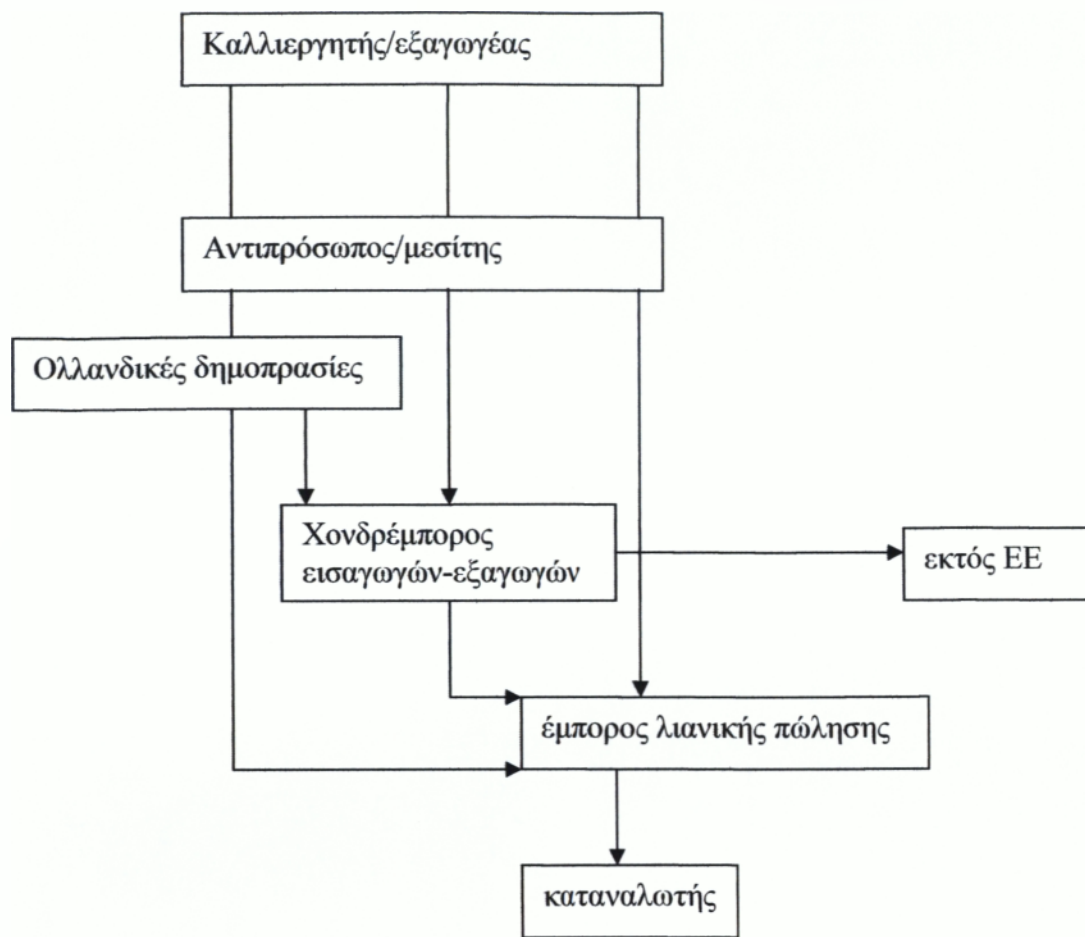 Καλλιεργητής/εξαγωγέας
Αντιπρόσωπος/μεσίτης
Ολλανδικές δημοπρασίες
Χονδρέμπορος
εισαγωγών-εξαγωγών
εκτός ΕΕ
έμπορος λιανικής πώλησης
καταναλωτής